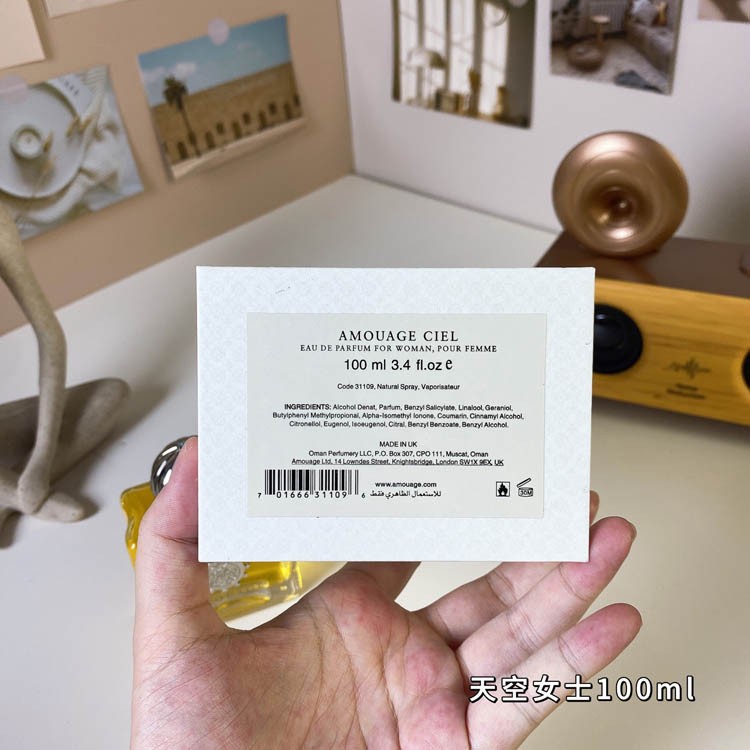 AMOUAGE CIEL
EAU DE PARFUM FOR WOMAN, POUR FEMME
100 ml 3.4 fl.oz e
Code 31109, Natural Spray, Vaporisateur
INGREDIENTS: Alcohol Denat, Parfum, Benzyl Salicylate, Linalool, Geraniol,
Butylphenyl Methylpropional, Alpha-Isomethyl Ionone, Coumarin, Cinnamyl Alcohol,
Citronellol, Eugenol, Isoeugenol, Citral, Benzyl Benzoate, Benzyl Alcohol.
MADE IN UK
Oman Perfumery LLC, P.O. Box 307, CPO 111, Muscat, Oman
Amouage Ltd, 14 Lowndes Street, Knightsbridge, London SW1X 9EX, UK
www.amouage.com
للاستعمال الظاهري فقط
7 01666 31109 6
30M
天空女士100ml